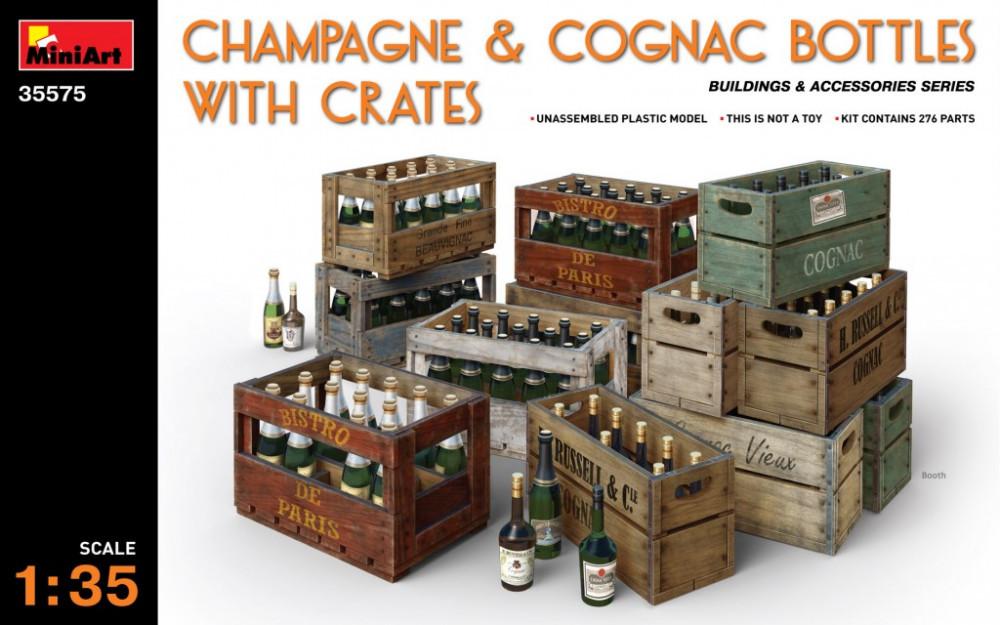 MiniArt
35575
CHAMPAGNE & COGNAC BOTTLES
WITH CRATES
BUILDINGS & ACCESSORIES SERIES
▪ UNASSEMBLED PLASTIC MODEL ▪ THIS IS NOT A TOY ▪ KIT CONTAINS 276 PARTS
Grande Fine
BEAUVIGNAC
BISTRO
DE
PARIS
COGNAC
H. RUSSELL & CIE
COGNAC
BISTRO
DE
PARIS
RUSSELL & CIE
COGNAC
Vieux
Booth
SCALE
1:35